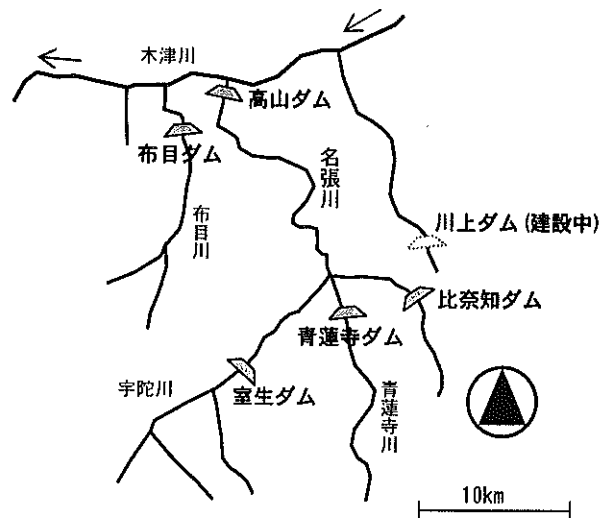 木津川
高山ダム
布目ダム
名張川
布目川
川上ダム(建設中)
比奈知ダム
青蓮寺ダム
室生ダム
宇陀川
青蓮寺川
10km